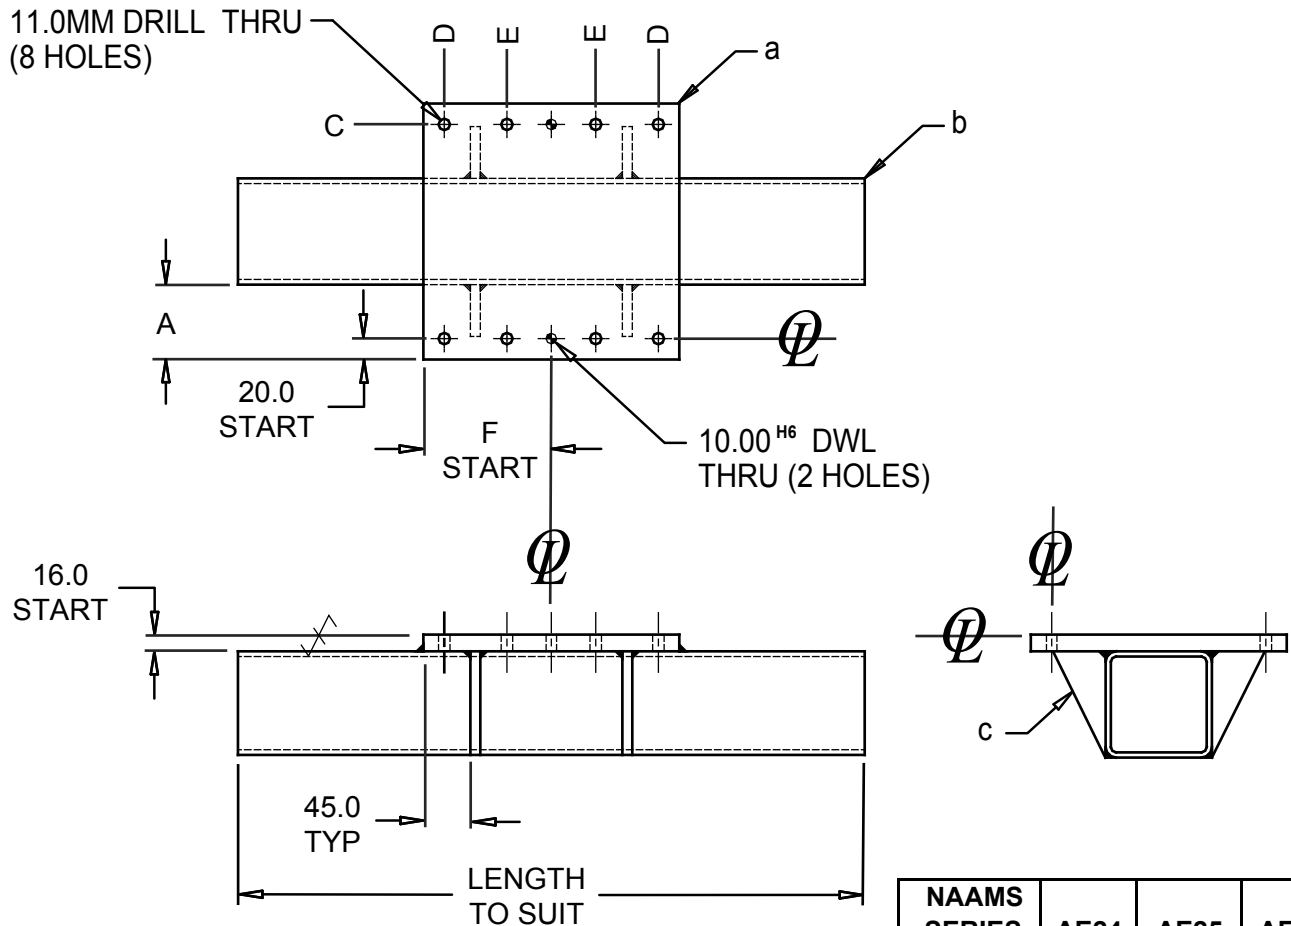 11.0MM DRILL THRU
(8 HOLES)
D
E
E
D
a
C
b
A
20.0
START
F
START
10.00 H6 DWL
THRU (2 HOLES)
16.0
START
c
45.0
TYP
LENGTH
TO SUIT
NAAMS